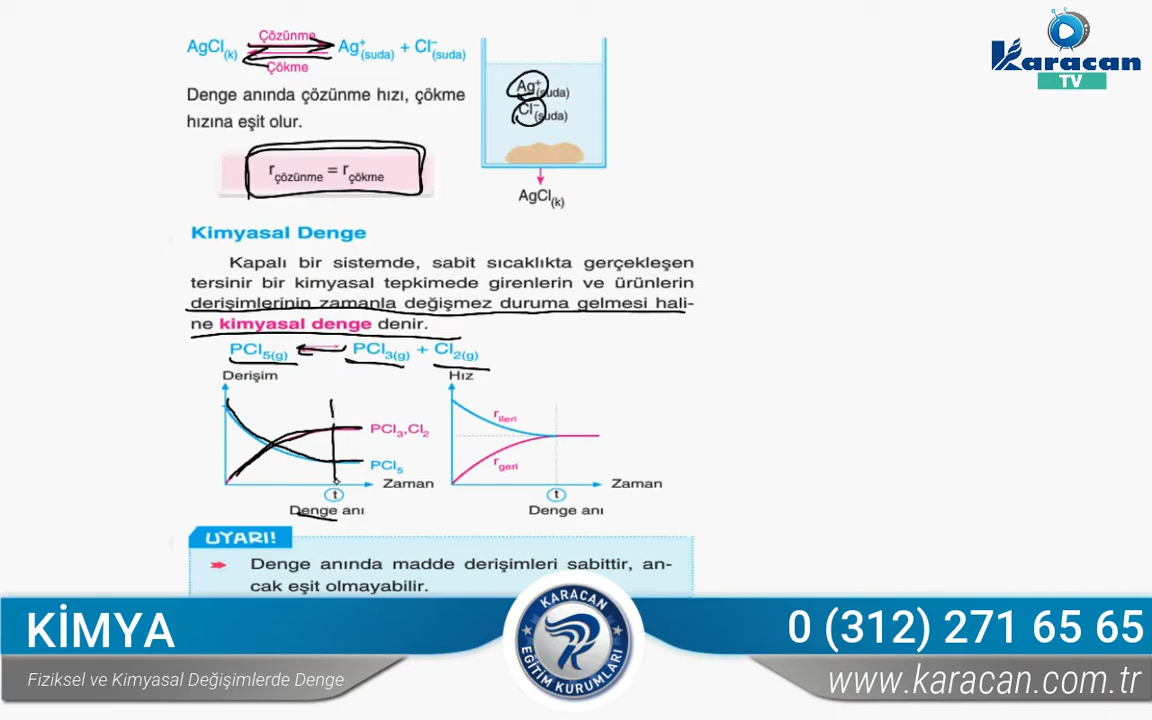 Çözünme
AgCl(k) ⇌ Ag⁺(suda) + Cl⁻(suda)
Çökme
Denge anında çözünme hızı, çökme
hızına eşit olur.
rçözünme = rçökme
Ag⁺(suda)
Cl⁻(suda)
AgCl(k)
Karacan
TV
Kimyasal Denge
Kapalı bir sistemde, sabit sıcaklıkta gerçekleşen
tersinir bir kimyasal tepkimede girenlerin ve ürünlerin
derişimlerinin zamanla değişmez duruma gelmesi hali-
ne kimyasal denge denir.
PCl5(g) ⇌ PCl3(g) + Cl2(g)
Derişim
PCl3,Cl2
PCl5
Zaman
t
Denge anı
Hız
rileri
rgeri
Zaman
t
Denge anı
UYARI!
Denge anında madde derişimleri sabittir, an-
cak eşit olmayabilir.
KİMYA
Fiziksel ve Kimyasal Değişimlerde Denge
KARACAN
EĞİTİM KURUMLARI
0 (312) 271 65 65
www.karacan.com.tr